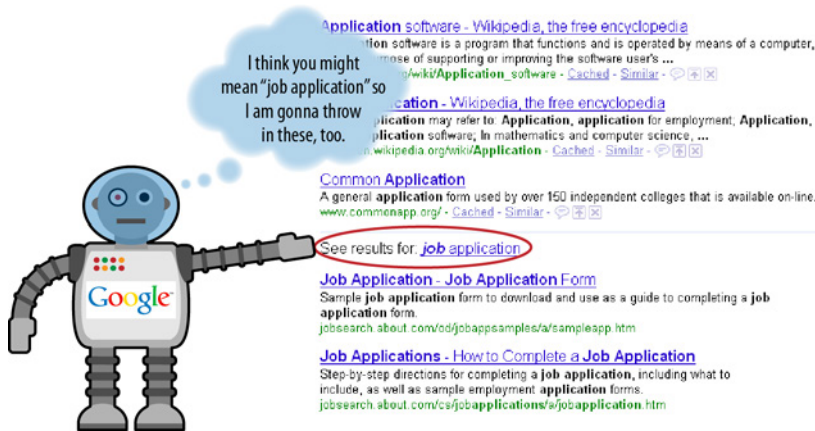 I think you might
mean "job application" so
I am gonna throw
in these, too.
Google
Application software - Wikipedia, the free encyclopedia
tion software is a program that functions and is operated by means of a computer,
ose of supporting or improving the software user's ...
/wiki/Application_software - Cached - Similar -
cation - Wikipedia, the free encyclopedia
plication may refer to: Application, application for employment; Application,
plication software; In mathematics and computer science, ...
.wikipedia.org/wiki/Application - Cached - Similar -
Common Application
A general application form used by over 150 independent colleges that is available on-line.
www.commonapp.org/ - Cached - Similar -
See results for: job application
Job Application - Job Application Form
Sample job application form to download and use as a guide to completing a job
application form.
jobsearch.about.com/od/jobappsamples/a/sampleapp.htm
Job Applications - How to Complete a Job Application
Step-by-step directions for completing a job application, including what to
include, as well as sample employment application forms.
jobsearch.about.com/cs/jobapplications/a/jobapplication.htm